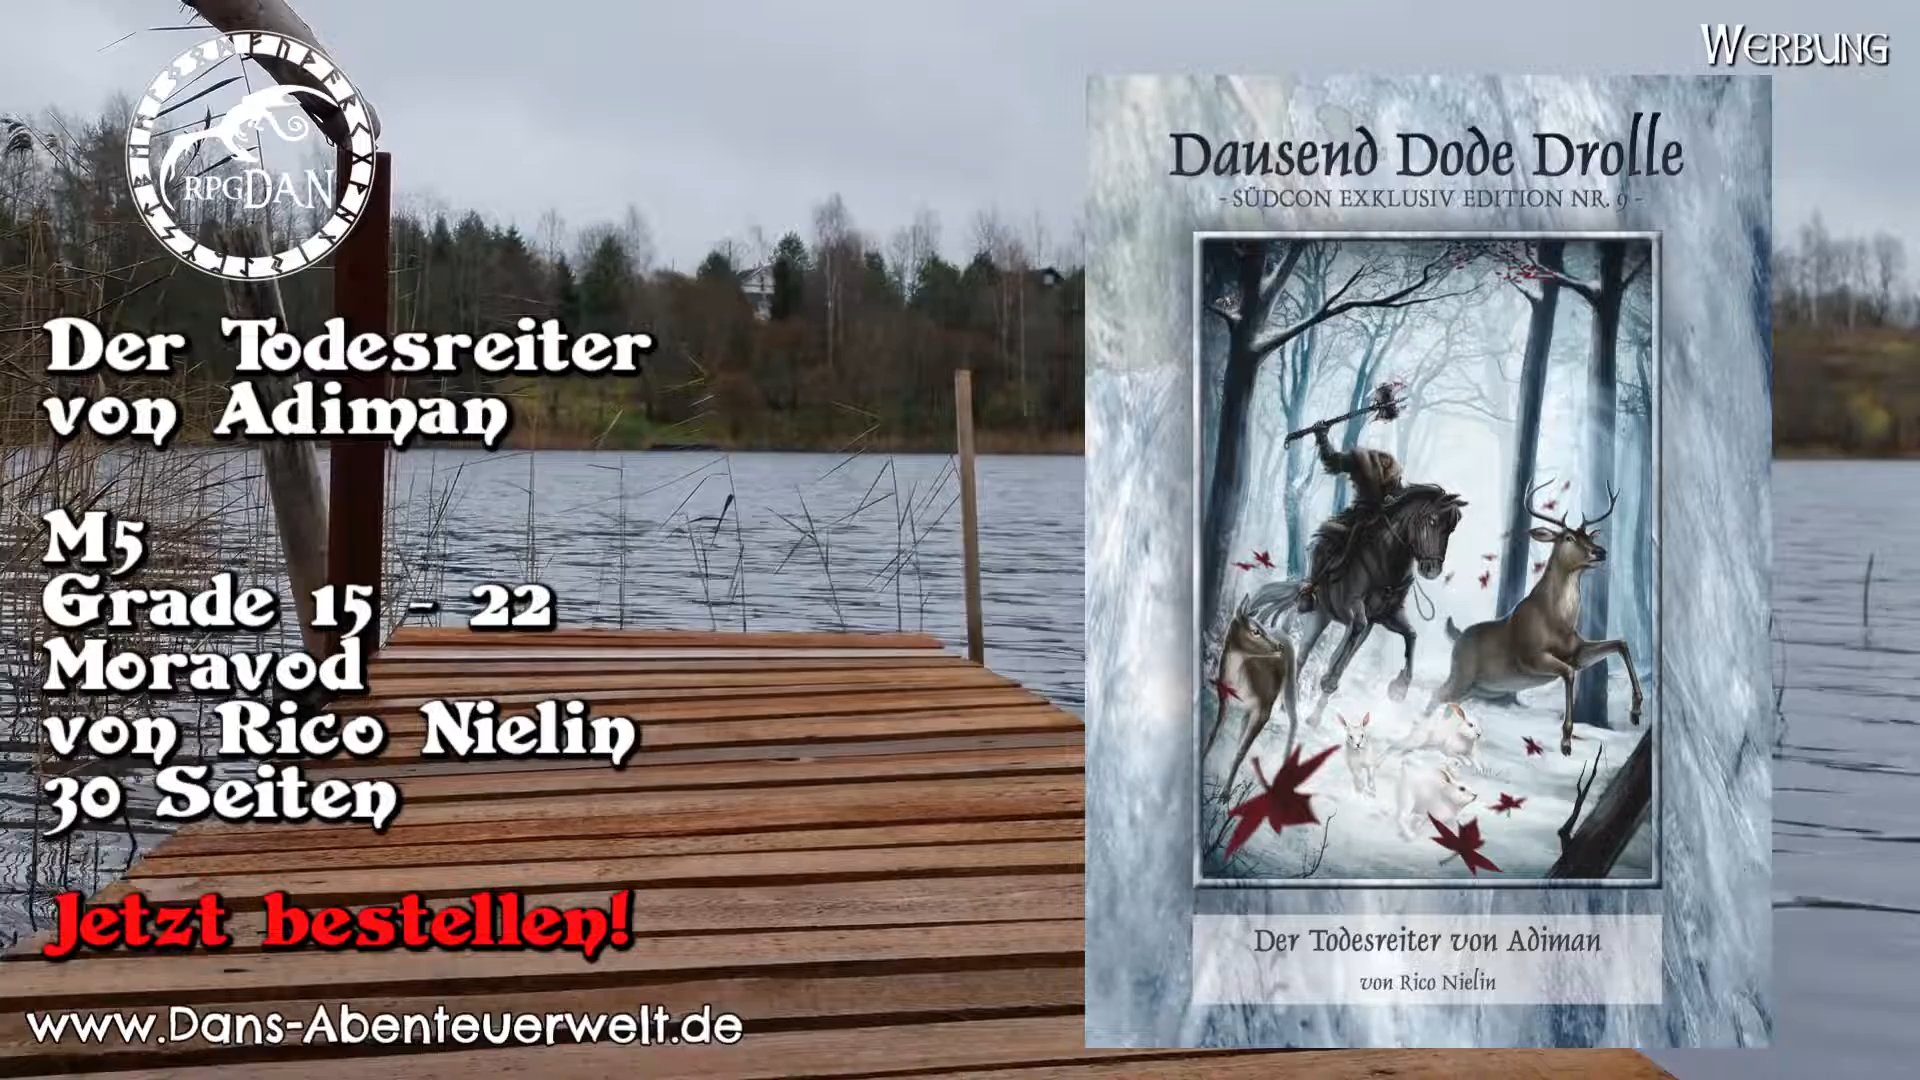 WERBUNG
RPGDAN
Der Todesreiter
von Adiman
M5
Grade 15 - 22
Moravod
von Rico Nielin
30 Seiten
Jetzt bestellen!
www.Dans-Abenteuerwelt.de
Dausend Dode Drolle
- SÜDCON EXKLUSIV EDITION NR. 9 -
Der Todesreiter von Adiman
von Rico Nielin